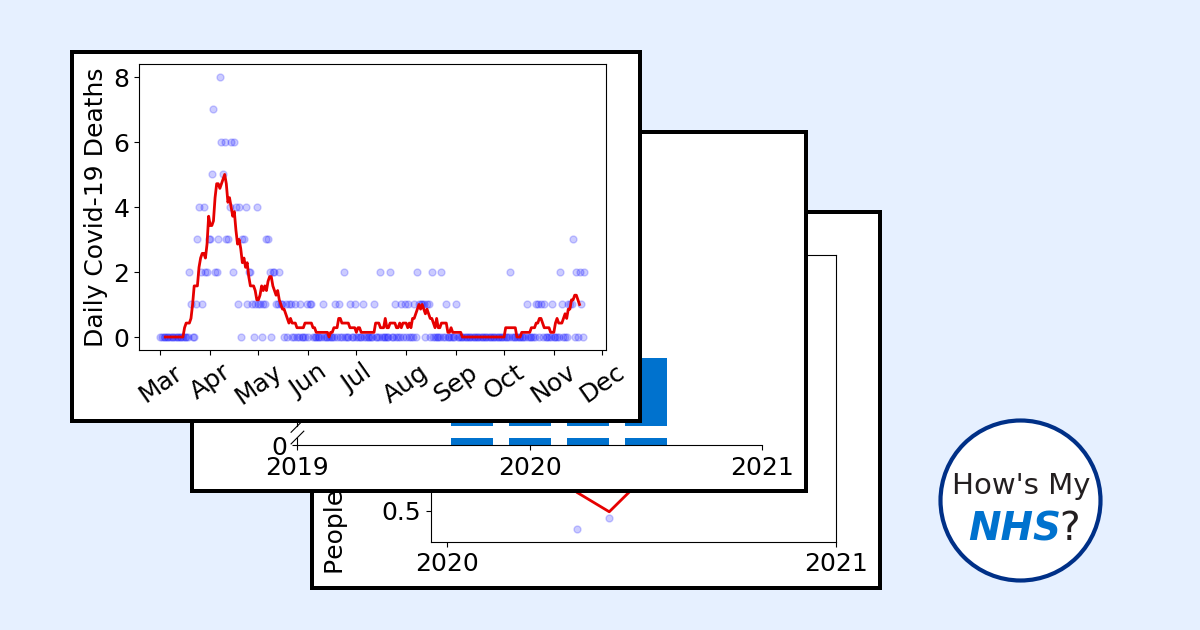 Daily Covid-19 Deaths
8
6
4
2
0
Mar Apr May Jun Jul Aug Sep Oct Nov Dec
0
2019 2020 2021
People
0.5
2020 2021
How's My
NHS?